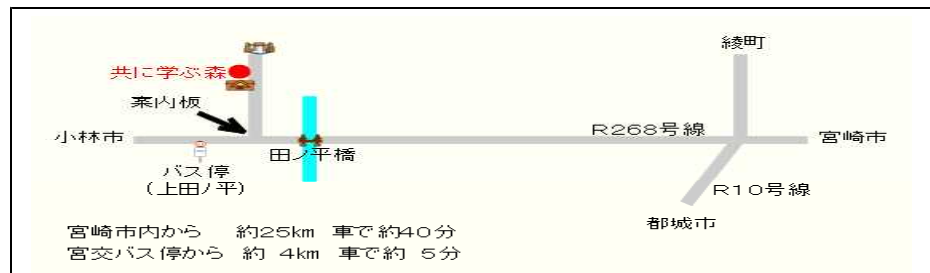 綾町
共に学ぶ森
案内板
小林市
R268号線
宮崎市
バス停
(上田ノ平)
田ノ平橋
R10号線
都城市
宮崎市内から 約25km 車で約40分
宮交バス停から 約 4km 車で約 5分